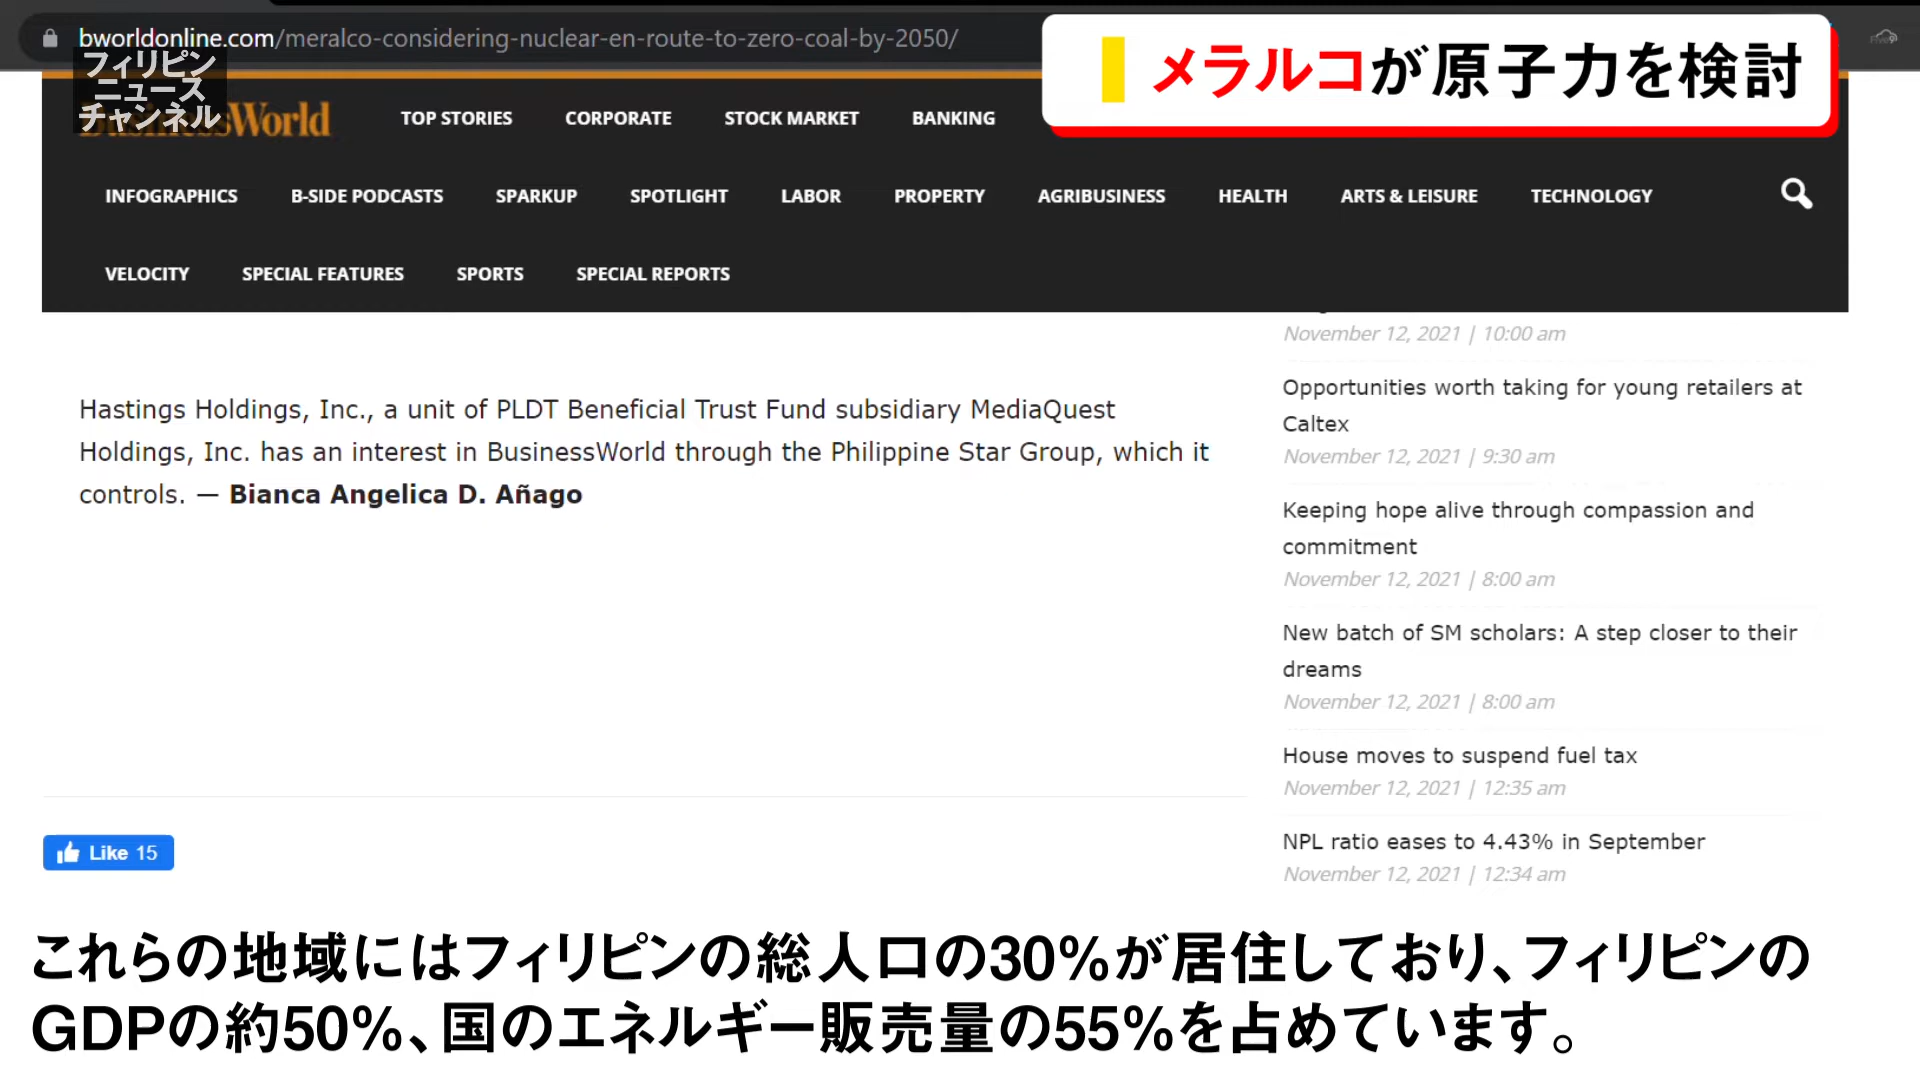 bworldonline.com/meralco-considering-nuclear-en-route-to-zero-coal-by-2050/
メラルコが原子力を検討
フィリピン
ニュース
チャンネル
BusinessWorld
TOP STORIES CORPORATE STOCK MARKET BANKING
INFOGRAPHICS B-SIDE PODCASTS SPARKUP SPOTLIGHT LABOR PROPERTY AGRIBUSINESS HEALTH ARTS & LEISURE TECHNOLOGY
VELOCITY SPECIAL FEATURES SPORTS SPECIAL REPORTS
Hastings Holdings, Inc., a unit of PLDT Beneficial Trust Fund subsidiary MediaQuest
Holdings, Inc. has an interest in BusinessWorld through the Philippine Star Group, which it
controls. — Bianca Angelica D. Añago
November 12, 2021 | 10:00 am
Opportunities worth taking for young retailers at
Caltex
November 12, 2021 | 9:30 am
Keeping hope alive through compassion and
commitment
November 12, 2021 | 8:00 am
New batch of SM scholars: A step closer to their
dreams
November 12, 2021 | 8:00 am
House moves to suspend fuel tax
November 12, 2021 | 12:35 am
NPL ratio eases to 4.43% in September
November 12, 2021 | 12:34 am
Like 15
これらの地域にはフィリピンの総人口の30%が居住しており、フィリピンの
GDPの約50%、国のエネルギー販売量の55%を占めています。